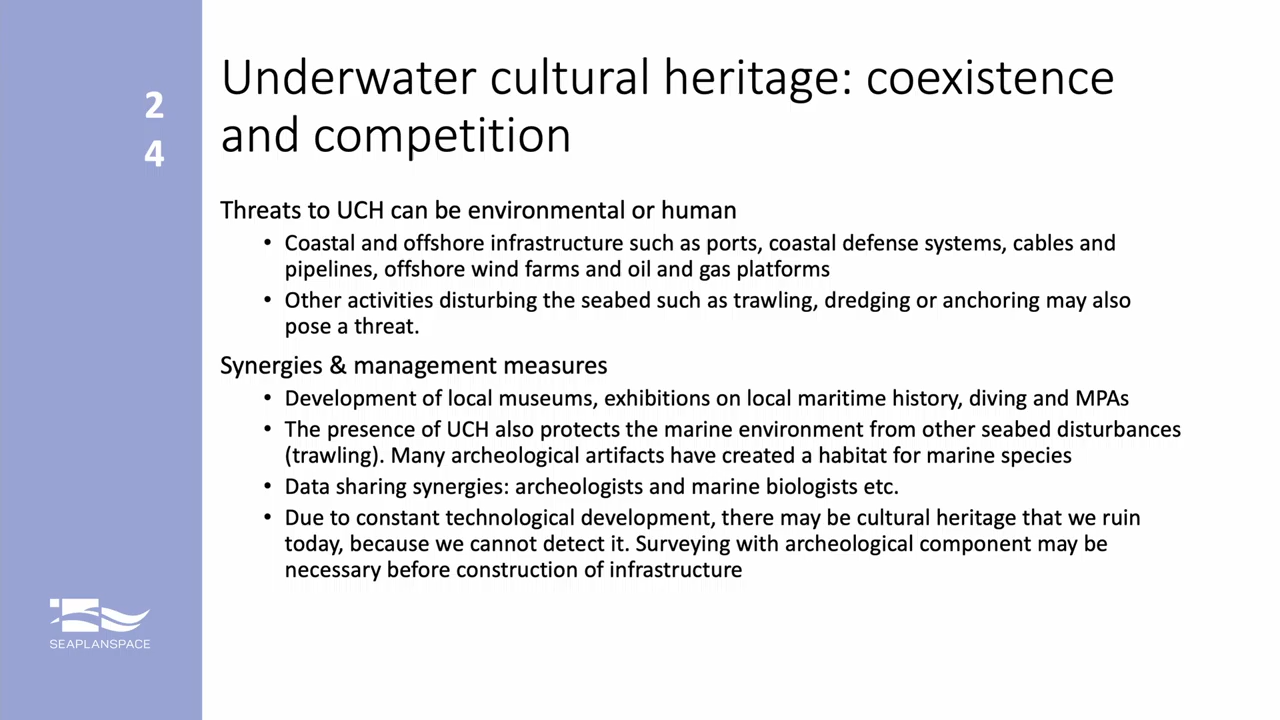 2
4
Underwater cultural heritage: coexistence
and competition
Threats to UCH can be environmental or human
• Coastal and offshore infrastructure such as ports, coastal defense systems, cables and
pipelines, offshore wind farms and oil and gas platforms
• Other activities disturbing the seabed such as trawling, dredging or anchoring may also
pose a threat.
Synergies & management measures
• Development of local museums, exhibitions on local maritime history, diving and MPAs
• The presence of UCH also protects the marine environment from other seabed disturbances
(trawling). Many archeological artifacts have created a habitat for marine species
• Data sharing synergies: archeologists and marine biologists etc.
• Due to constant technological development, there may be cultural heritage that we ruin
today, because we cannot detect it. Surveying with archeological component may be
necessary before construction of infrastructure
SEAPLANSPACE